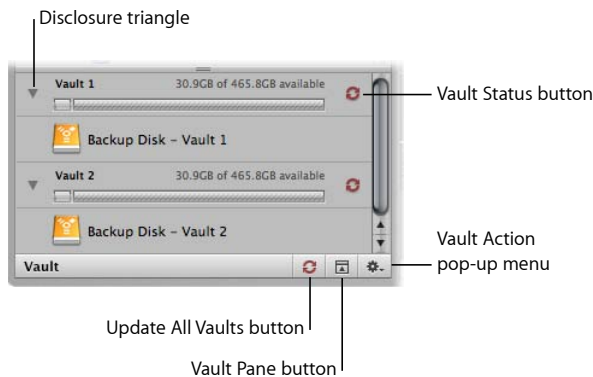 Disclosure triangle
Vault 1 30.9GB of 465.8GB available
Vault Status button
Backup Disk – Vault 1
Vault 2 30.9GB of 465.8GB available
Backup Disk – Vault 2
Vault
Vault Action
pop-up menu
Update All Vaults button
Vault Pane button